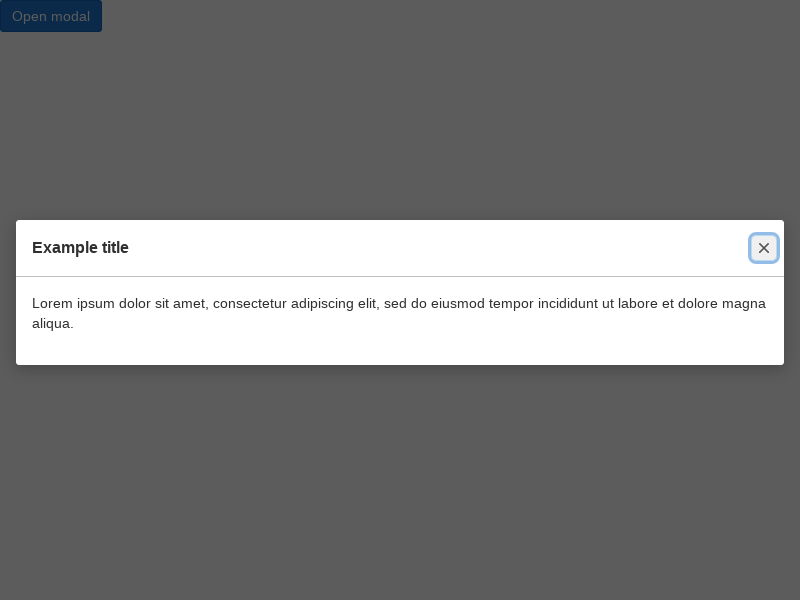 Open modal
Example title
Lorem ipsum dolor sit amet, consectetur adipiscing elit, sed do eiusmod tempor incididunt ut labore et dolore magna
aliqua.